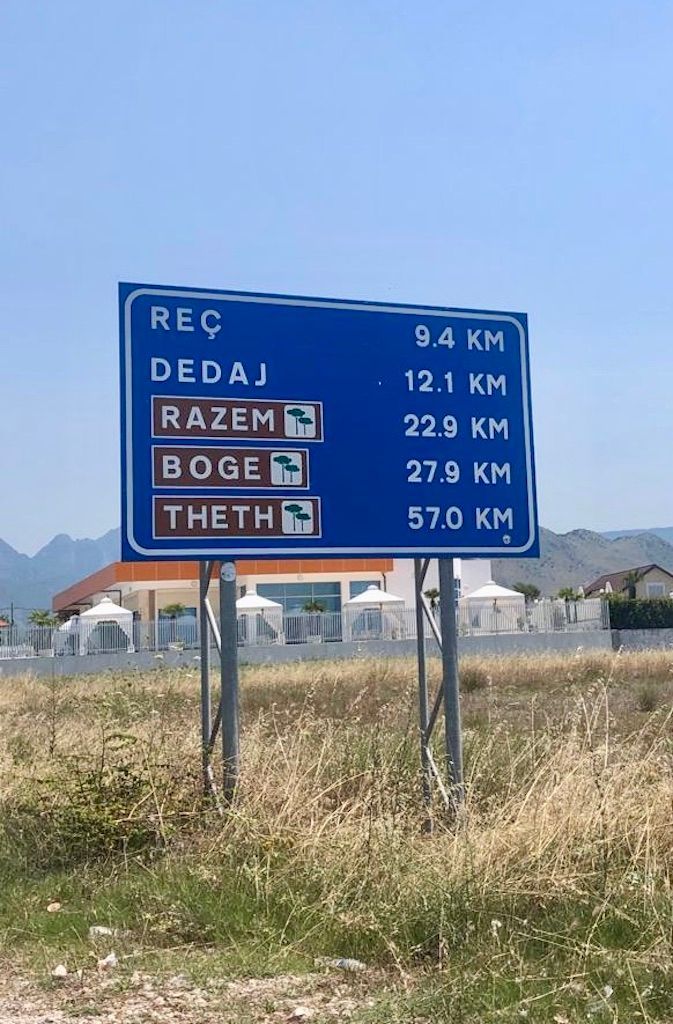 REÇ 9.4 KM
DEDAJ 12.1 KM
RAZEM 22.9 KM
BOGE 27.9 KM
THETH 57.0 KM